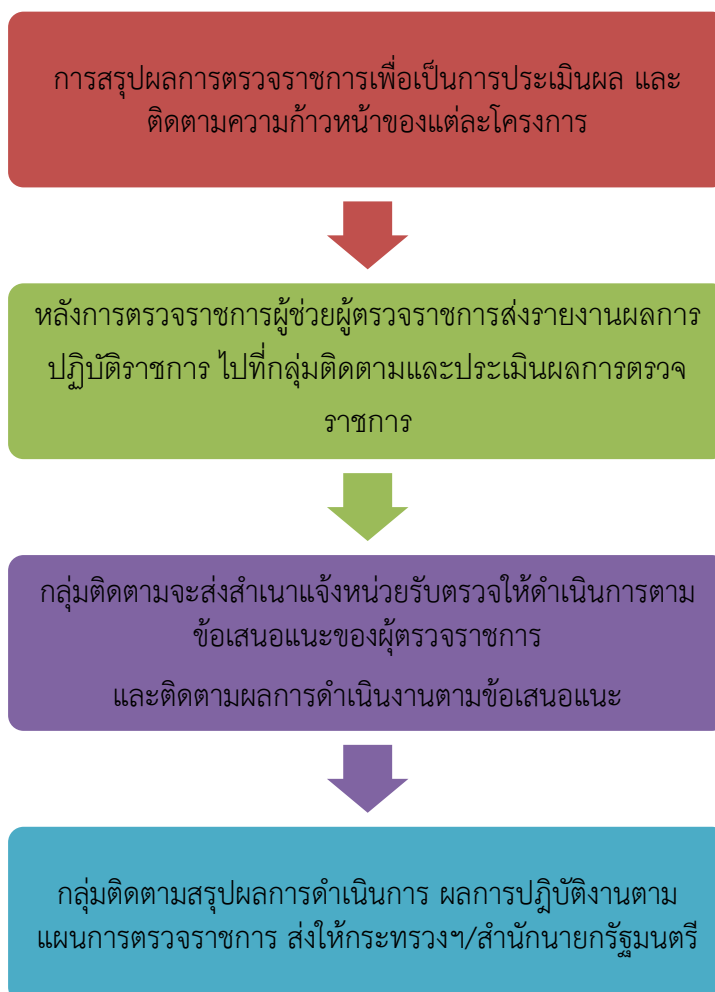 การสรุปผลการตรวจราชการเพื่อเป็นการประเมินผล และ
ติดตามความก้าวหน้าของแต่ละโครงการ
หลังการตรวจราชการผู้ช่วยผู้ตรวจราชการส่งรายงานผลการ
ปฏิบัติราชการ ไปที่กลุ่มติดตามและประเมินผลการตรวจ
ราชการ
กลุ่มติดตามจะส่งสำเนาแจ้งหน่วยรับตรวจให้ดำเนินการตาม
ข้อเสนอแนะของผุ้ตรวจราชการ
และติดตามผลการดำเนินงานตามข้อเสนอแนะ
กลุ่มติดตามสรุปผลการดำเนินการ ผลการปฎิบัติงานตาม
แผนการตรวจราชการ ส่งให้กระทรวงฯ/สำนักนายกรัฐมนตรี